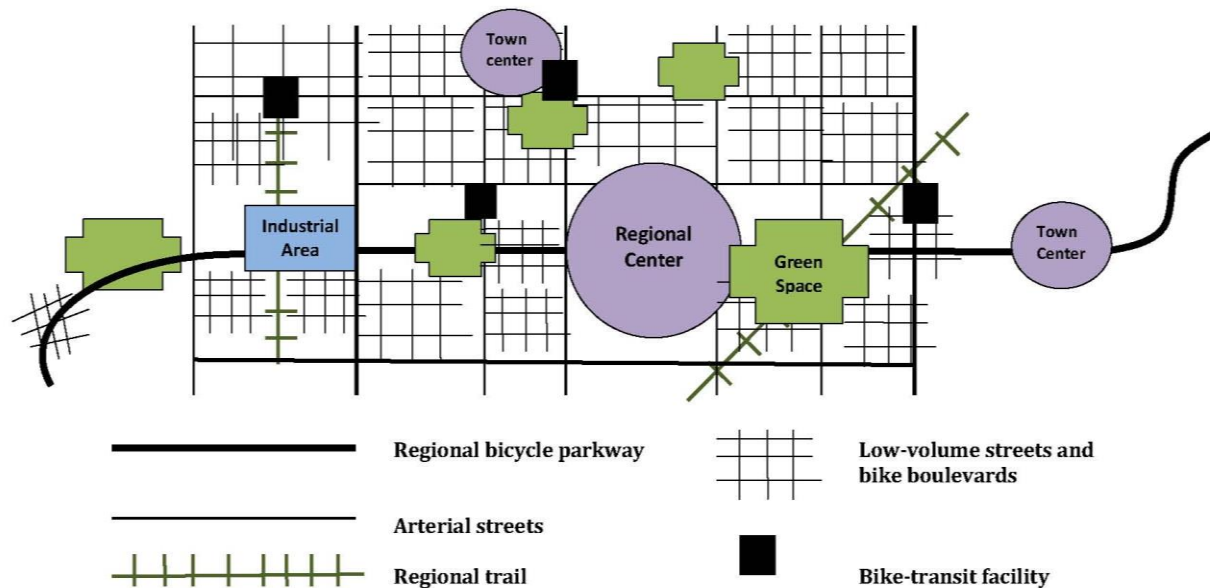 Town
center
Industrial
Area
Regional
Center
Green
Space
Town
Center
Regional bicycle parkway
Arterial streets
Regional trail
Low-volume streets and
bike boulevards
Bike-transit facility